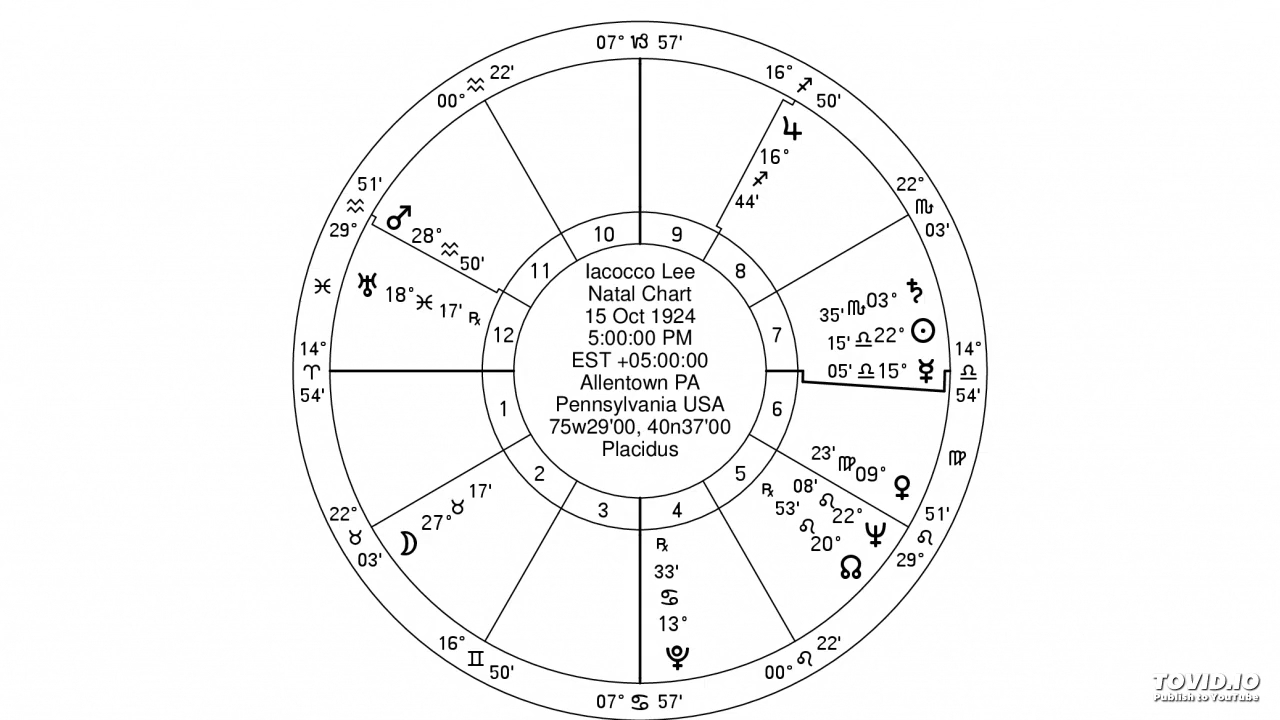 07° ♑ 57'
16° ♐ 50'
22° ♏ 03'
14° ♎ 54'
♍
51' ♌ 29°
00° ♌ 22'
07° ♋ 57'
16° ♊ 50'
22° ♉ 03'
14° ♈ 54'
♓
51' ♒ 29°
00° ♒ 22'
♃ 16° ♐ 44'
35' ♏ 03° ♄
15' ♎ 22° ☉
05' ♎ 15° ☿
23' ♍ 09° ♀
℞ 08' ♌ 22° ♆
53' ♌ 20° ☊
℞ 33' ♋ 13° ♇
☽ 27° ♉ 17'
♅ 18° ♓ 17' ℞
♂ 28° ♒ 50'
10
9
11
8
12
7
1
6
2
5
3
4
Iacocco Lee
Natal Chart
15 Oct 1924
5:00:00 PM
EST +05:00:00
Allentown PA
Pennsylvania USA
75w29'00, 40n37'00
Placidus
TOVID.IO
Publish to YouTube